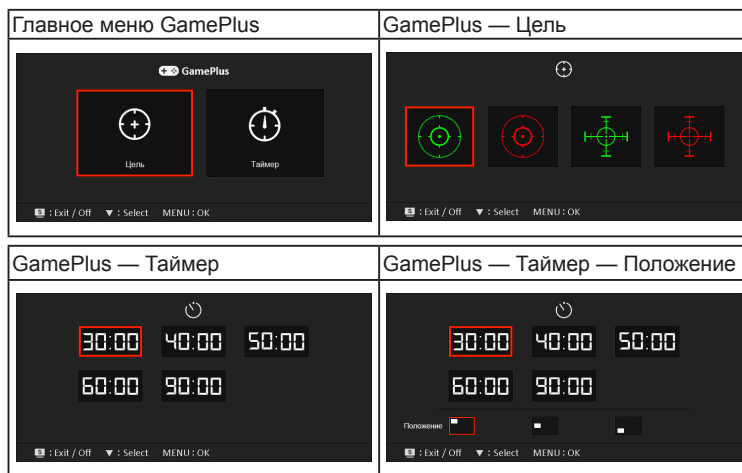 Главное меню GamePlus
GamePlus — Цель
GamePlus
Цель
Таймер
S : Exit / Off ▼ : Select MENU : OK
S : Exit / Off ▼ : Select MENU : OK
GamePlus — Таймер
GamePlus — Таймер — Положение
30:00 40:00 50:00
60:00 90:00
S : Exit / Off ▼ : Select MENU : OK
30:00 40:00 50:00
60:00 90:00
Положение
S : Exit / Off ▼ : Select MENU : OK